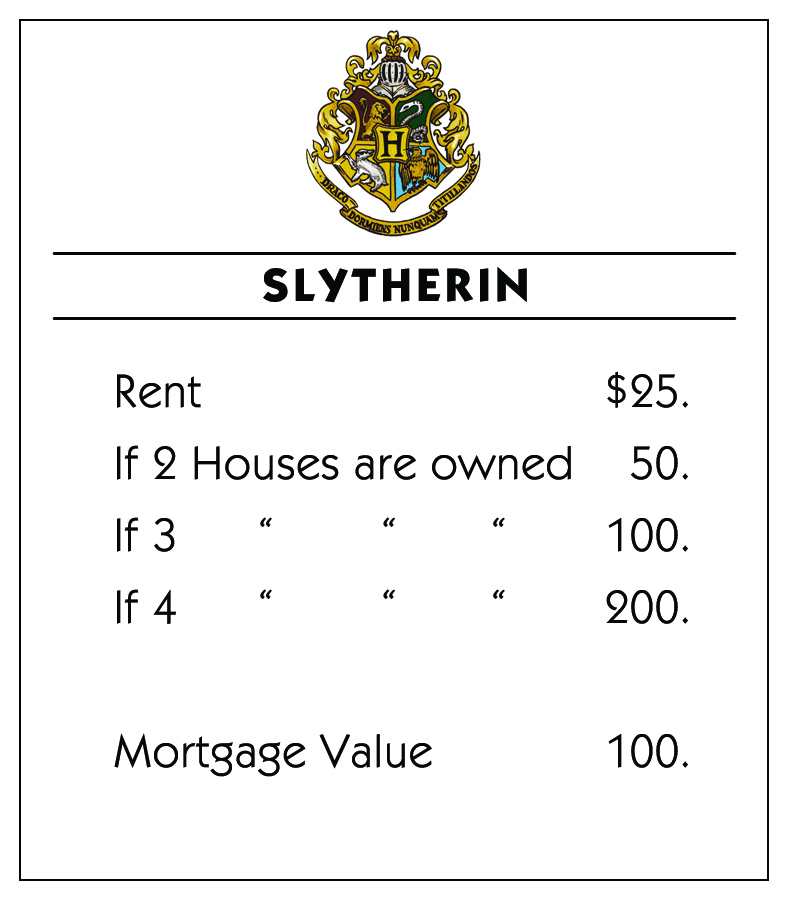 H
DRACO DORMIENS NUNQUAM TITILLANDUS
SLYTHERIN
Rent $25.
If 2 Houses are owned 50.
If 3 “ “ “ 100.
If 4 “ “ “ 200.
Mortgage Value 100.